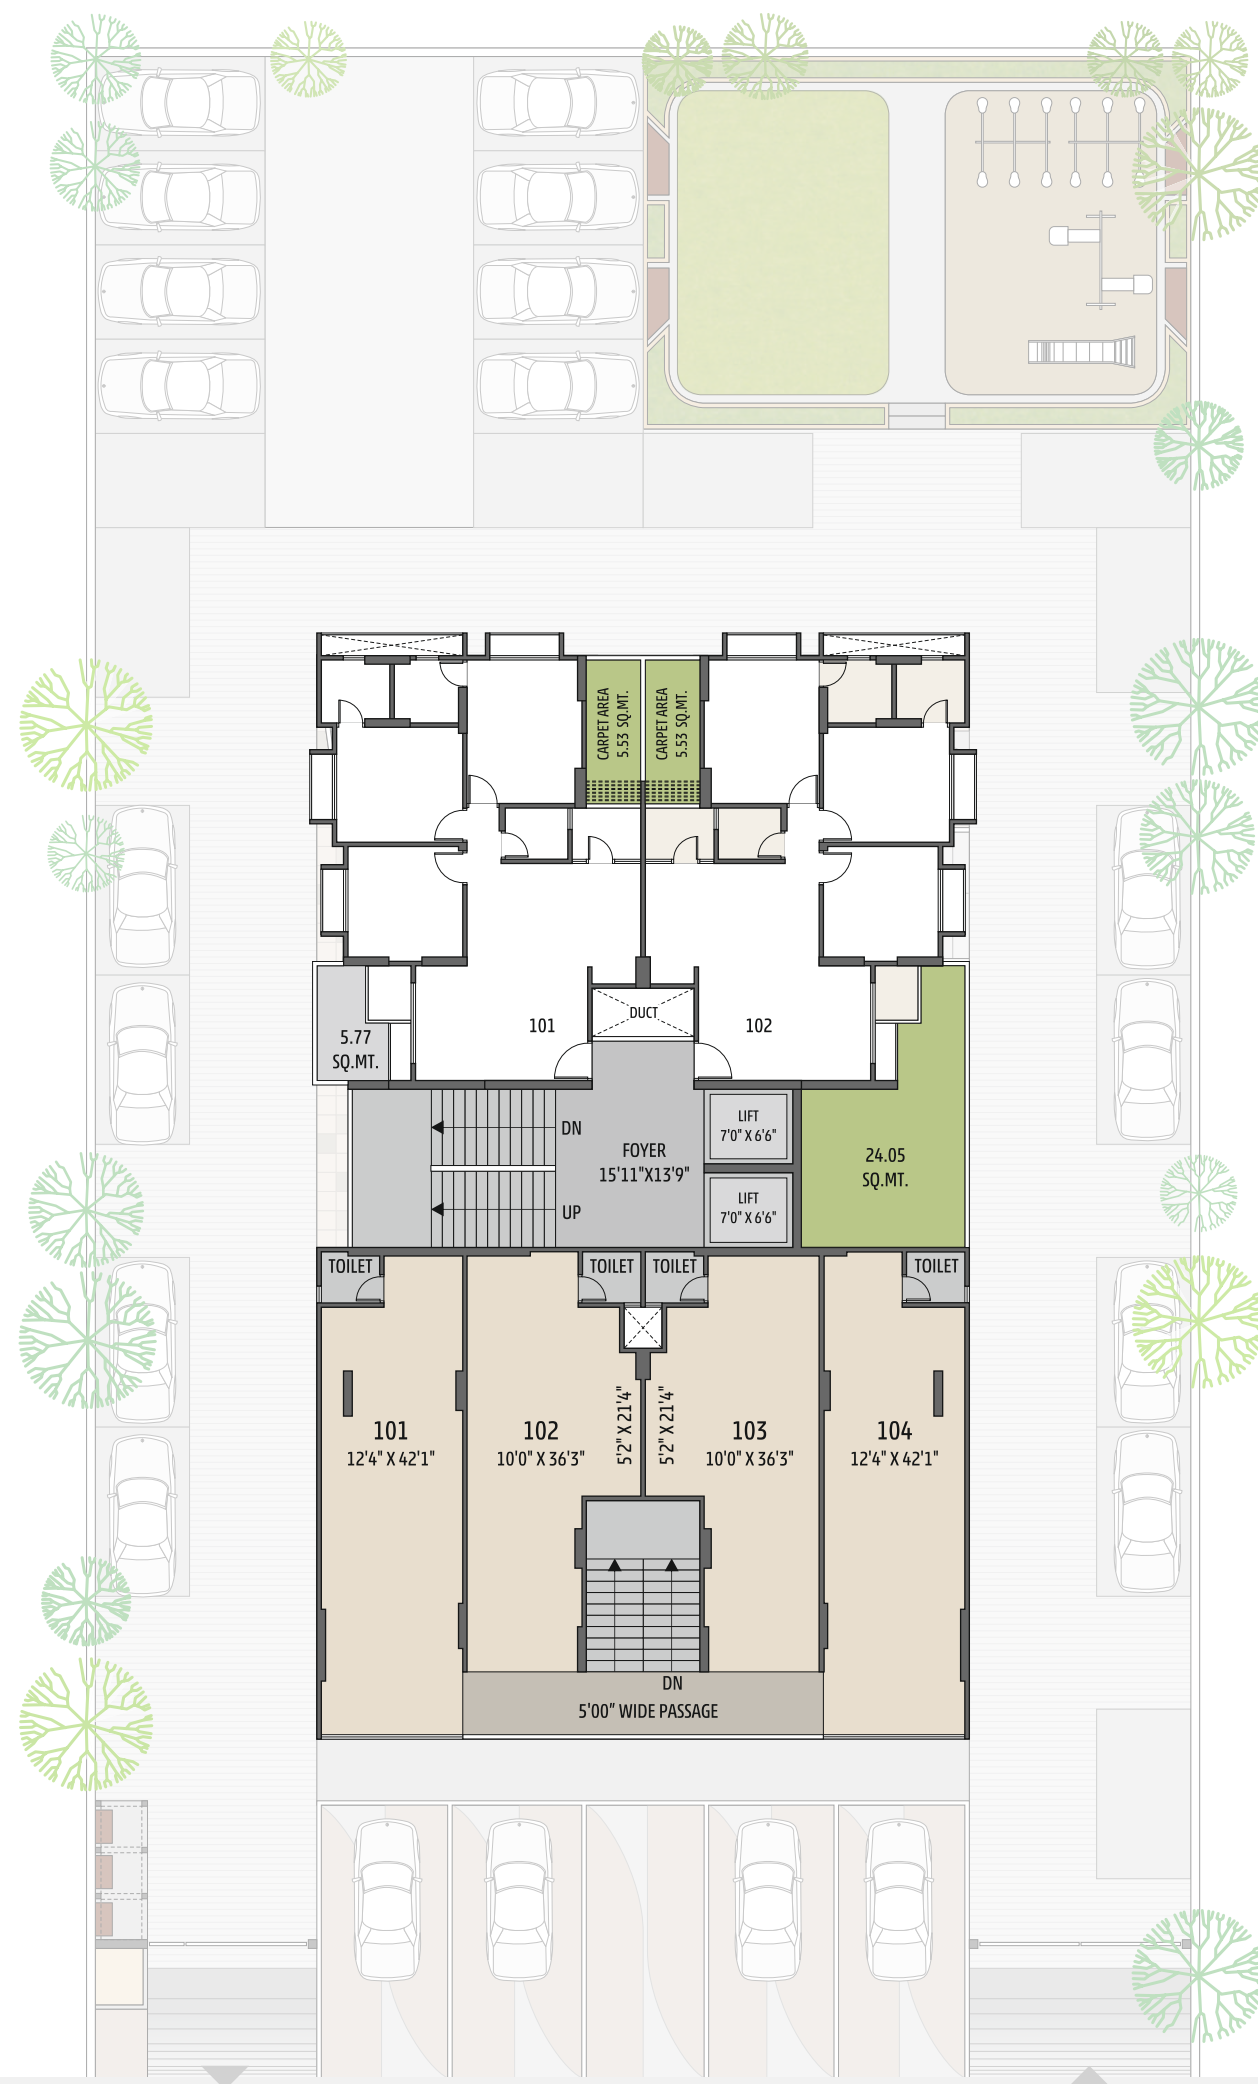 CARPET AREA
5.53 SQ.MT.
CARPET AREA
5.53 SQ.MT.
DUCT
101
102
5.77
SQ.MT.
DN
UP
FOYER
15'11"X13'9"
LIFT
7'0" X 6'6"
LIFT
7'0" X 6'6"
24.05
SQ.MT.
TOILET
TOILET
TOILET
TOILET
101
12'4" X 42'1"
102
10'0" X 36'3"
5'2" X 21'4"
5'2" X 21'4"
103
10'0" X 36'3"
104
12'4" X 42'1"
DN
5'00" WIDE PASSAGE